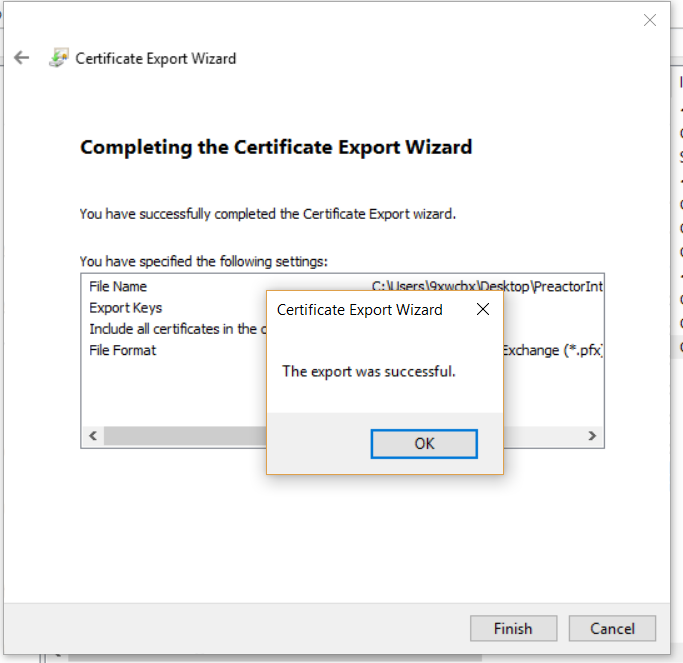 Certificate Export Wizard
Completing the Certificate Export Wizard
You have successfully completed the Certificate Export wizard.
You have specified the following settings:
File Name C:\Users\9xwchx\Desktop\PreactorInt
Export Keys
Include all certificates in the c
File Format Exchange (*.pfx)
Certificate Export Wizard
The export was successful.
OK
Finish
Cancel